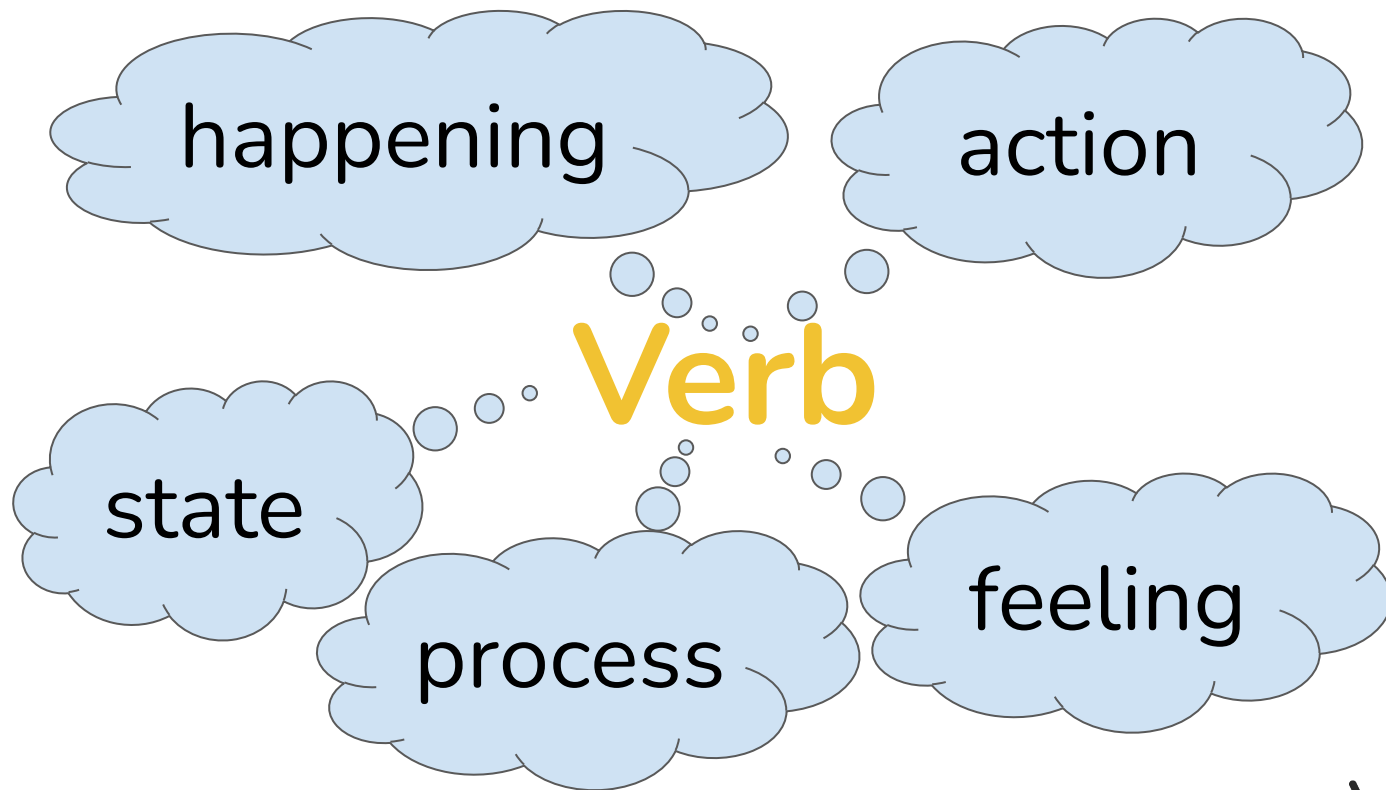 happening
action
Verb
state
feeling
process